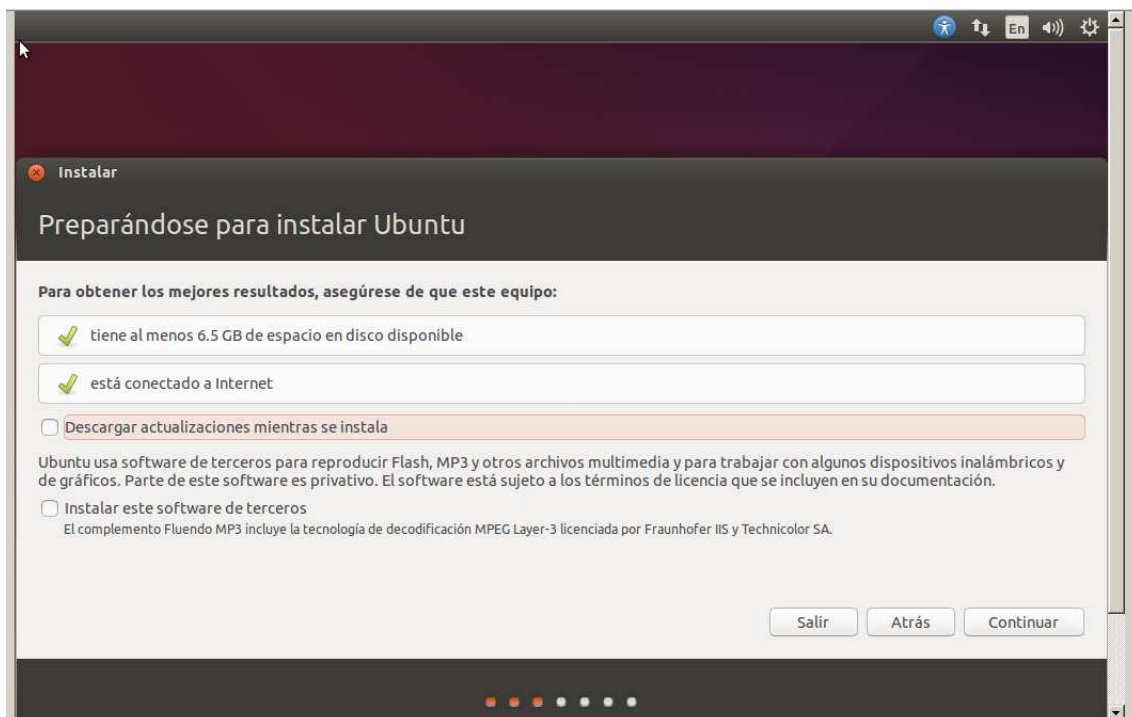 En
Instalar
Preparándose para instalar Ubuntu
Para obtener los mejores resultados, asegúrese de que este equipo:
tiene al menos 6.5 GB de espacio en disco disponible
está conectado a Internet
Descargar actualizaciones mientras se instala
Ubuntu usa software de terceros para reproducir Flash, MP3 y otros archivos multimedia y para trabajar con algunos dispositivos inalámbricos y
de gráficos. Parte de este software es privativo. El software está sujeto a los términos de licencia que se incluyen en su documentación.
Instalar este software de terceros
El complemento Fluendo MP3 incluye la tecnología de decodificación MPEG Layer-3 licenciada por Fraunhofer IIS y Technicolor SA.
Salir Atrás Continuar